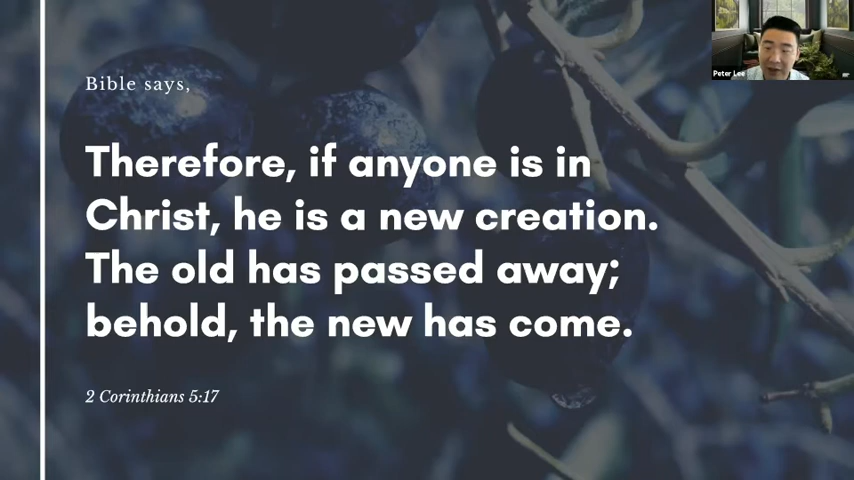 Bible says,
Therefore, if anyone is in
Christ, he is a new creation.
The old has passed away;
behold, the new has come.
2 Corinthians 5:17
Peter Lee